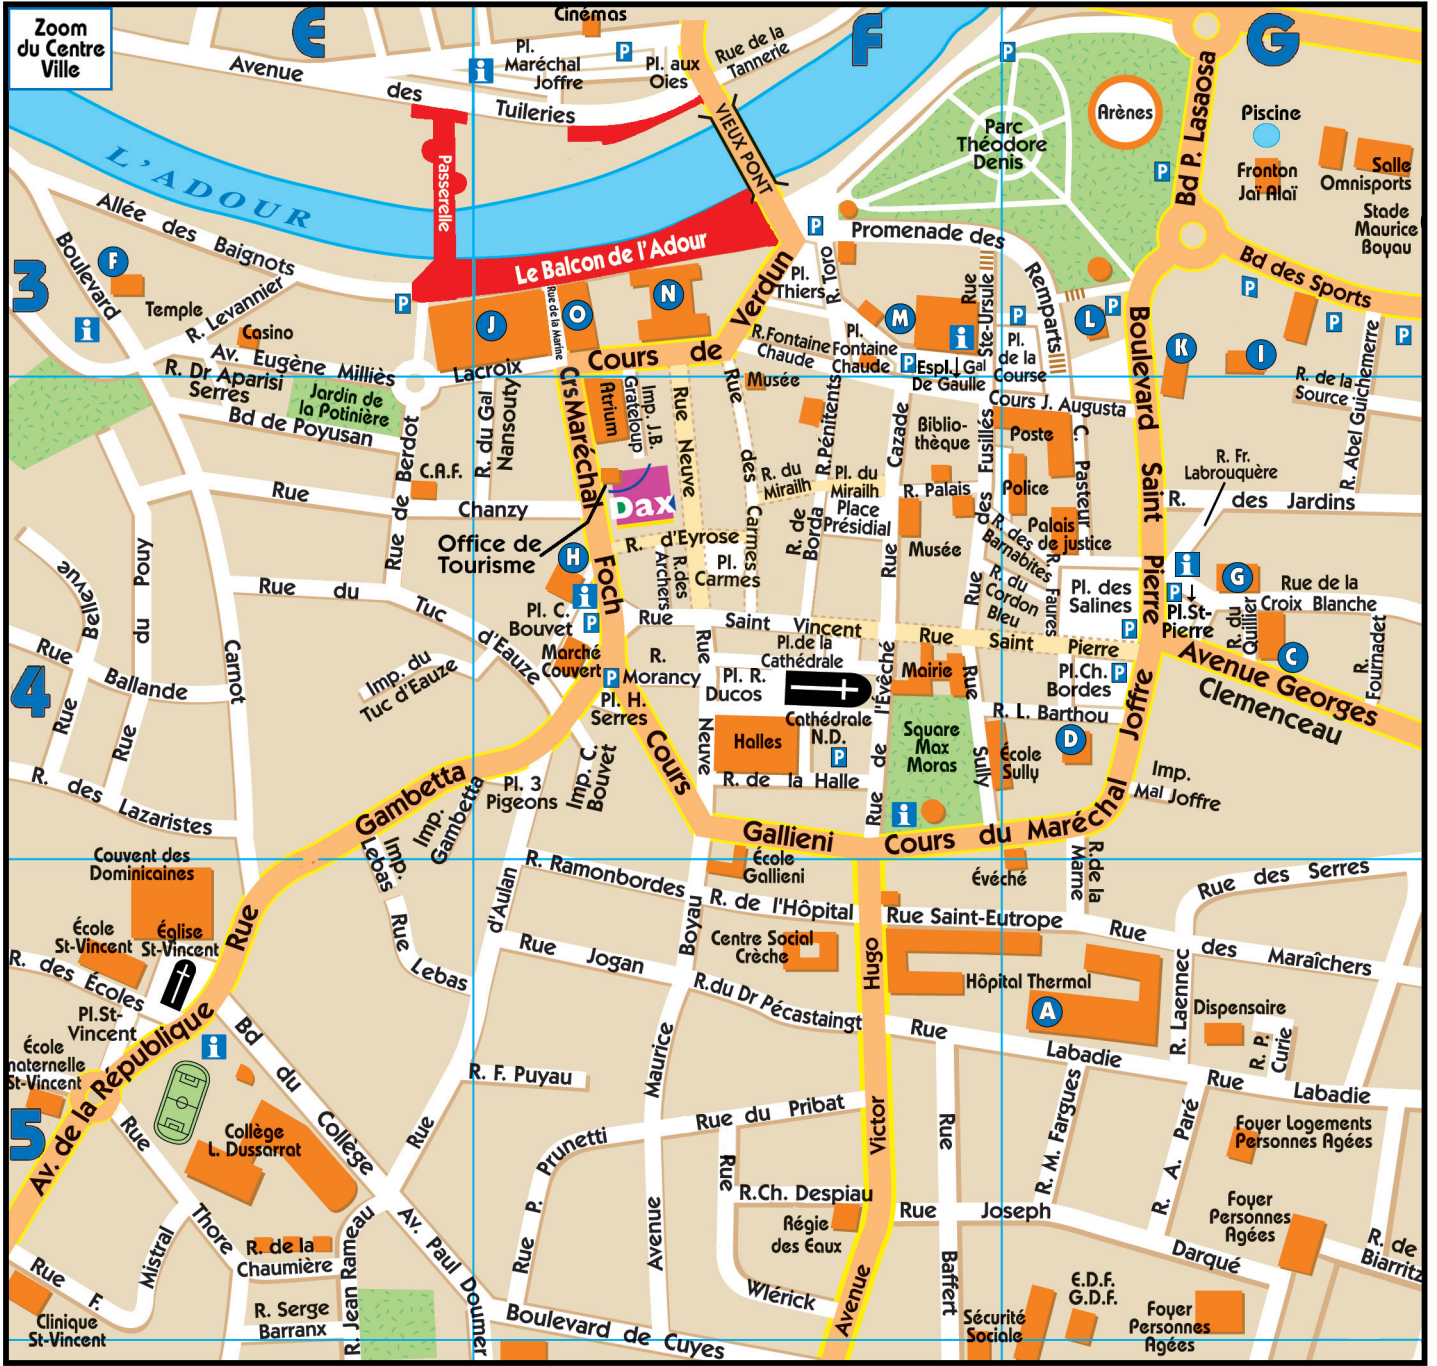 Zoom
du Centre
Ville
E
F
G
Cinémas
P
i
Pl.
Maréchal
Joffre
Pl. aux
Oies
Rue de la
Tannerie
Avenue
des
Tuileries
VIEUX PONT
Passerelle
L'ADOUR
Le Balcon de l'Adour
P
Parc
Théodore
Denis
Arènes
P
Bd P. Lasaosa
Piscine
Fronton
Jaï Alaï
Salle
Omnisports
Stade
Maurice
Boyau
Bd des Sports
P
P
P
3
Allée des Baignots
Boulevard
F
Temple
i
R. Levannier
Casino
P
Av. Eugène Milliès
Lacroix
R. Dr Aparisi
Serres
Jardin de
la Potinière
Bd de Poyusan
J
Rue de la Marine
O
N
Cours de
Verdun
P
Promenade des
Remparts
Pl.
Thiers
R. Toro
R.Fontaine
Chaude
Pl.
Fontaine
Chaude
M
i
P
Espl. Gal
De Gaulle
Rue
Ste-Ursule
P
Pl.
de la
Course
L
P
Boulevard
Saint
Pierre
K
I
R. de la
Source
R. Abel Guichemerre
Crs Maréchal
Foch
Atrium
Grateloup
Imp. J.B.
Rue Neuve
Musée
Rue
des
Carmes
R.Pénitents
Cazade
Biblio-
thèque
Fusillés
des
Rue
Cours J. Augusta
Poste
C.
Pasteur
Police
Palais
de justice
R. Fr.
Labrouquère
R. des Jardins
R. du Gal
Nansouty
Rue de Berdot
C.A.F.
Rue
Chanzy
Dax
Office de
Tourisme
R. du
Mirailh
Pl. du
Mirailh
Place
Présidial
R. de
Borda
R. Palais
Musée
R. des
Barnabites
R. du
Cordon
Bleu
R.
Faures
R. d'Eyrose
R.des
Archers
Pl.
Carmes
H
i
P
Pl. C.
Bouvet
Marché
Couvert
P
Rue Saint Vincent
Rue Saint Pierre
Pl. des
Salines
P
i
P
Pl.St-
Pierre
G
R. du
Quillier
Rue de la
Croix Blanche
C
R.
Fournadet
Avenue Georges
Clemenceau
4
Bellevue
du Pouy
Carnot
Rue du Tuc
d'Eauze
Imp. du
Tuc d'Eauze
Rue
Ballande
Rue
Rue
R. des Lazaristes
R.
Morancy
Rue
Neuve
Pl. R.
Ducos
Pl.de la
Cathédrale
Cathédrale
N.D.
P
Halles
R. de la Halle
Rue de l'Évéché
Rue
Mairie
Rue
Sully
Square
Max
Moras
i
École
Sully
Pl.Ch.
Bordes
P
R. L. Barthou
D
Joffre
Imp.
Mal Joffre
Pl. H.
Serres
Cours
Gallieni
Cours du Maréchal
Imp. C.
Bouvet
Pl. 3
Pigeons
Gambetta
Imp.
Gambetta
Imp.
Lebas
Rue
Lebas
Rue
Couvent des
Dominicaines
École
St-Vincent
Église
St-Vincent
R. des Écoles
Pl.St-
Vincent
École
maternelle
St-Vincent
5
Av. de la République
i
Bd
du
Collège
Collège
L. Dussarrat
Rue
Thore
Mistral
Rue
F.
Clinique
St-Vincent
R. de la
Chaumière
R. Serge
Barranx
R. Jean Rameau
Av. Paul Doumer
Boulevard de Cuyes
d'Aulan
Rue
R. Ramonbordes
École
Gallieni
R. de l'Hôpital
Évéché
R.de la
Marne
Rue Saint-Eutrope
Rue des Maraîchers
Rue des Serres
Centre Social
Crèche
Boyau
Maurice
Avenue
Rue Jogan
R.du Dr Pécastaingt
Hugo
Victor
Avenue
Hôpital Thermal
A
R. Laennec
Dispensaire
R. P.
Curie
Rue
Labadie
Rue
Labadie
R. F. Puyau
Rue du Pribat
Rue P. Prunetti
Rue
Wlérick
R.Ch. Despiau
Régie
des Eaux
Rue
Baffert
R. M. Fargues
R. A. Paré
Foyer Logements
Personnes Agées
Foyer
Personnes
Agées
Rue Joseph
Darqué
R. de
Biarritz
Sécurité
Sociale
E.D.F.
G.D.F.
Foyer
Personnes
Agées